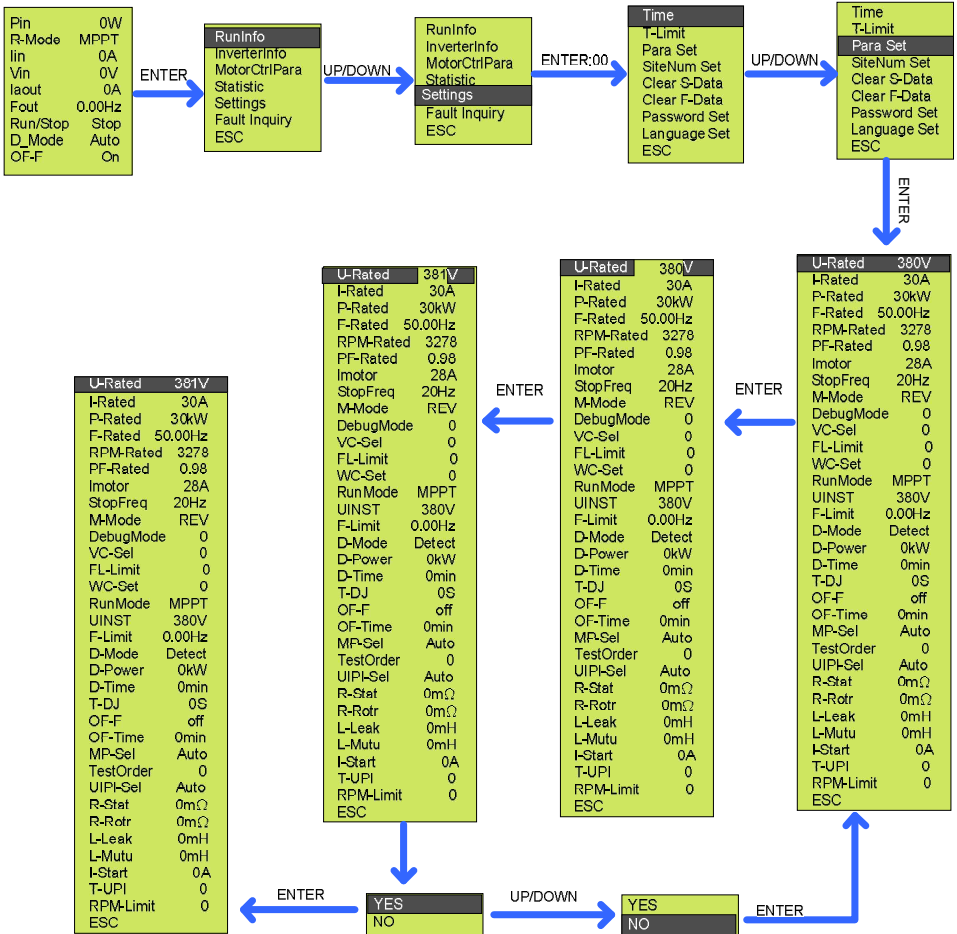 Pin 0W
R-Mode MPPT
Iin 0A
Vin 0V
Iaout 0A
Fout 0.00Hz
Run/Stop Stop
D_Mode Auto
OF-F On
ENTER
RunInfo
InverterInfo
MotorCtrlPara
Statistic
Settings
Fault Inquiry
ESC
UP/DOWN
RunInfo
InverterInfo
MotorCtrlPara
Statistic
Settings
Fault Inquiry
ESC
ENTER;00
Time
T-Limit
Para Set
SiteNum Set
Clear S-Data
Clear F-Data
Password Set
Language Set
ESC
UP/DOWN
Time
T-Limit
Para Set
SiteNum Set
Clear S-Data
Clear F-Data
Password Set
Language Set
ESC
ENTER
U-Rated 380V
I-Rated 30A
P-Rated 30kW
F-Rated 50.00Hz
RPM-Rated 3278
PF-Rated 0.98
Imotor 28A
StopFreq 20Hz
M-Mode REV
DebugMode 0
VC-Sel 0
FL-Limit 0
WC-Set 0
RunMode MPPT
UINST 380V
F-Limit 0.00Hz
D-Mode Detect
D-Power 0kW
D-Time 0min
T-DJ 0S
OF-F off
OF-Time 0min
MP-Sel Auto
TestOrder 0
UIPI-Sel Auto
R-Stat 0mΩ
R-Rotr 0mΩ
L-Leak 0mH
L-Mutu 0mH
I-Start 0A
T-UPI 0
RPM-Limit 0
ESC
ENTER
U-Rated 380V
I-Rated 30A
P-Rated 30kW
F-Rated 50.00Hz
RPM-Rated 3278
PF-Rated 0.98
Imotor 28A
StopFreq 20Hz
M-Mode REV
DebugMode 0
VC-Sel 0
FL-Limit 0
WC-Set 0
RunMode MPPT
UINST 380V
F-Limit 0.00Hz
D-Mode Detect
D-Power 0kW
D-Time 0min
T-DJ 0S
OF-F off
OF-Time 0min
MP-Sel Auto
TestOrder 0
UIPI-Sel Auto
R-Stat 0mΩ
R-Rotr 0mΩ
L-Leak 0mH
L-Mutu 0mH
I-Start 0A
T-UPI 0
RPM-Limit 0
ESC
ENTER
U-Rated 381V
I-Rated 30A
P-Rated 30kW
F-Rated 50.00Hz
RPM-Rated 3278
PF-Rated 0.98
Imotor 28A
StopFreq 20Hz
M-Mode REV
DebugMode 0
VC-Sel 0
FL-Limit 0
WC-Set 0
RunMode MPPT
UINST 380V
F-Limit 0.00Hz
D-Mode Detect
D-Power 0kW
D-Time 0min
T-DJ 0S
OF-F off
OF-Time 0min
MP-Sel Auto
TestOrder 0
UIPI-Sel Auto
R-Stat 0mΩ
R-Rotr 0mΩ
L-Leak 0mH
L-Mutu 0mH
I-Start 0A
T-UPI 0
RPM-Limit 0
ESC
YES
NO
UP/DOWN
YES
NO
ENTER
ENTER
U-Rated 381V
I-Rated 30A
P-Rated 30kW
F-Rated 50.00Hz
RPM-Rated 3278
PF-Rated 0.98
Imotor 28A
StopFreq 20Hz
M-Mode REV
DebugMode 0
VC-Sel 0
FL-Limit 0
WC-Set 0
RunMode MPPT
UINST 380V
F-Limit 0.00Hz
D-Mode Detect
D-Power 0kW
D-Time 0min
T-DJ 0S
OF-F off
OF-Time 0min
MP-Sel Auto
TestOrder 0
UIPI-Sel Auto
R-Stat 0mΩ
R-Rotr 0mΩ
L-Leak 0mH
L-Mutu 0mH
I-Start 0A
T-UPI 0
RPM-Limit 0
ESC